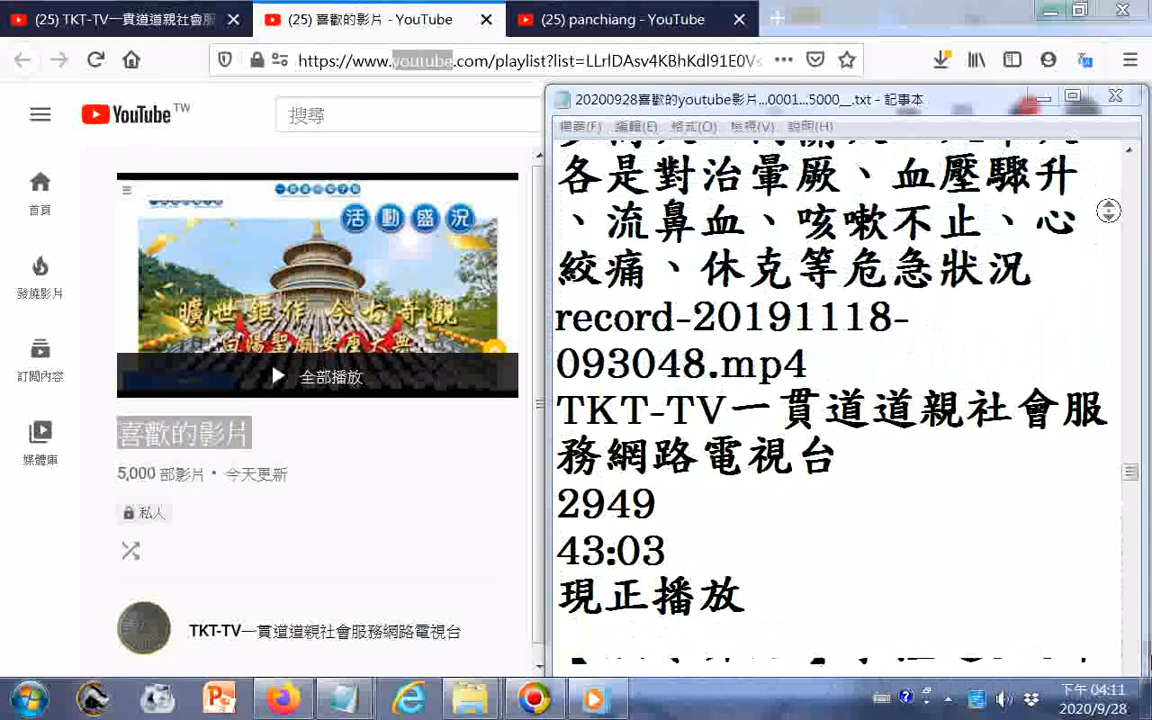 (25) TKT-TV一貫道道親社會服
(25) 喜歡的影片 - YouTube
(25) panchiang - YouTube
https://www.youtube.com/playlist?list=LLrlDAsv4KBhKdl91E0Vs
YouTube TW
搜尋
首頁
發燒影片
訂閱內容
媒體庫
活動盛況
曠世鉅作 今古奇觀
全部播放
喜歡的影片
5,000 部影片・今天更新
私人
TKT-TV一貫道道親社會服務網路電視台
20200928喜歡的youtube影片...0001...5000__.txt - 記事本
檔案(F) 編輯(E) 格式(O) 檢視(V) 說明(H)
各是對治暈厥、血壓驟升
、流鼻血、咳嗽不止、心
絞痛、休克等危急狀況
record-20191118-
093048.mp4
TKT-TV一貫道道親社會服
務網路電視台
2949
43:03
現正播放
下午 04:11
2020/9/28